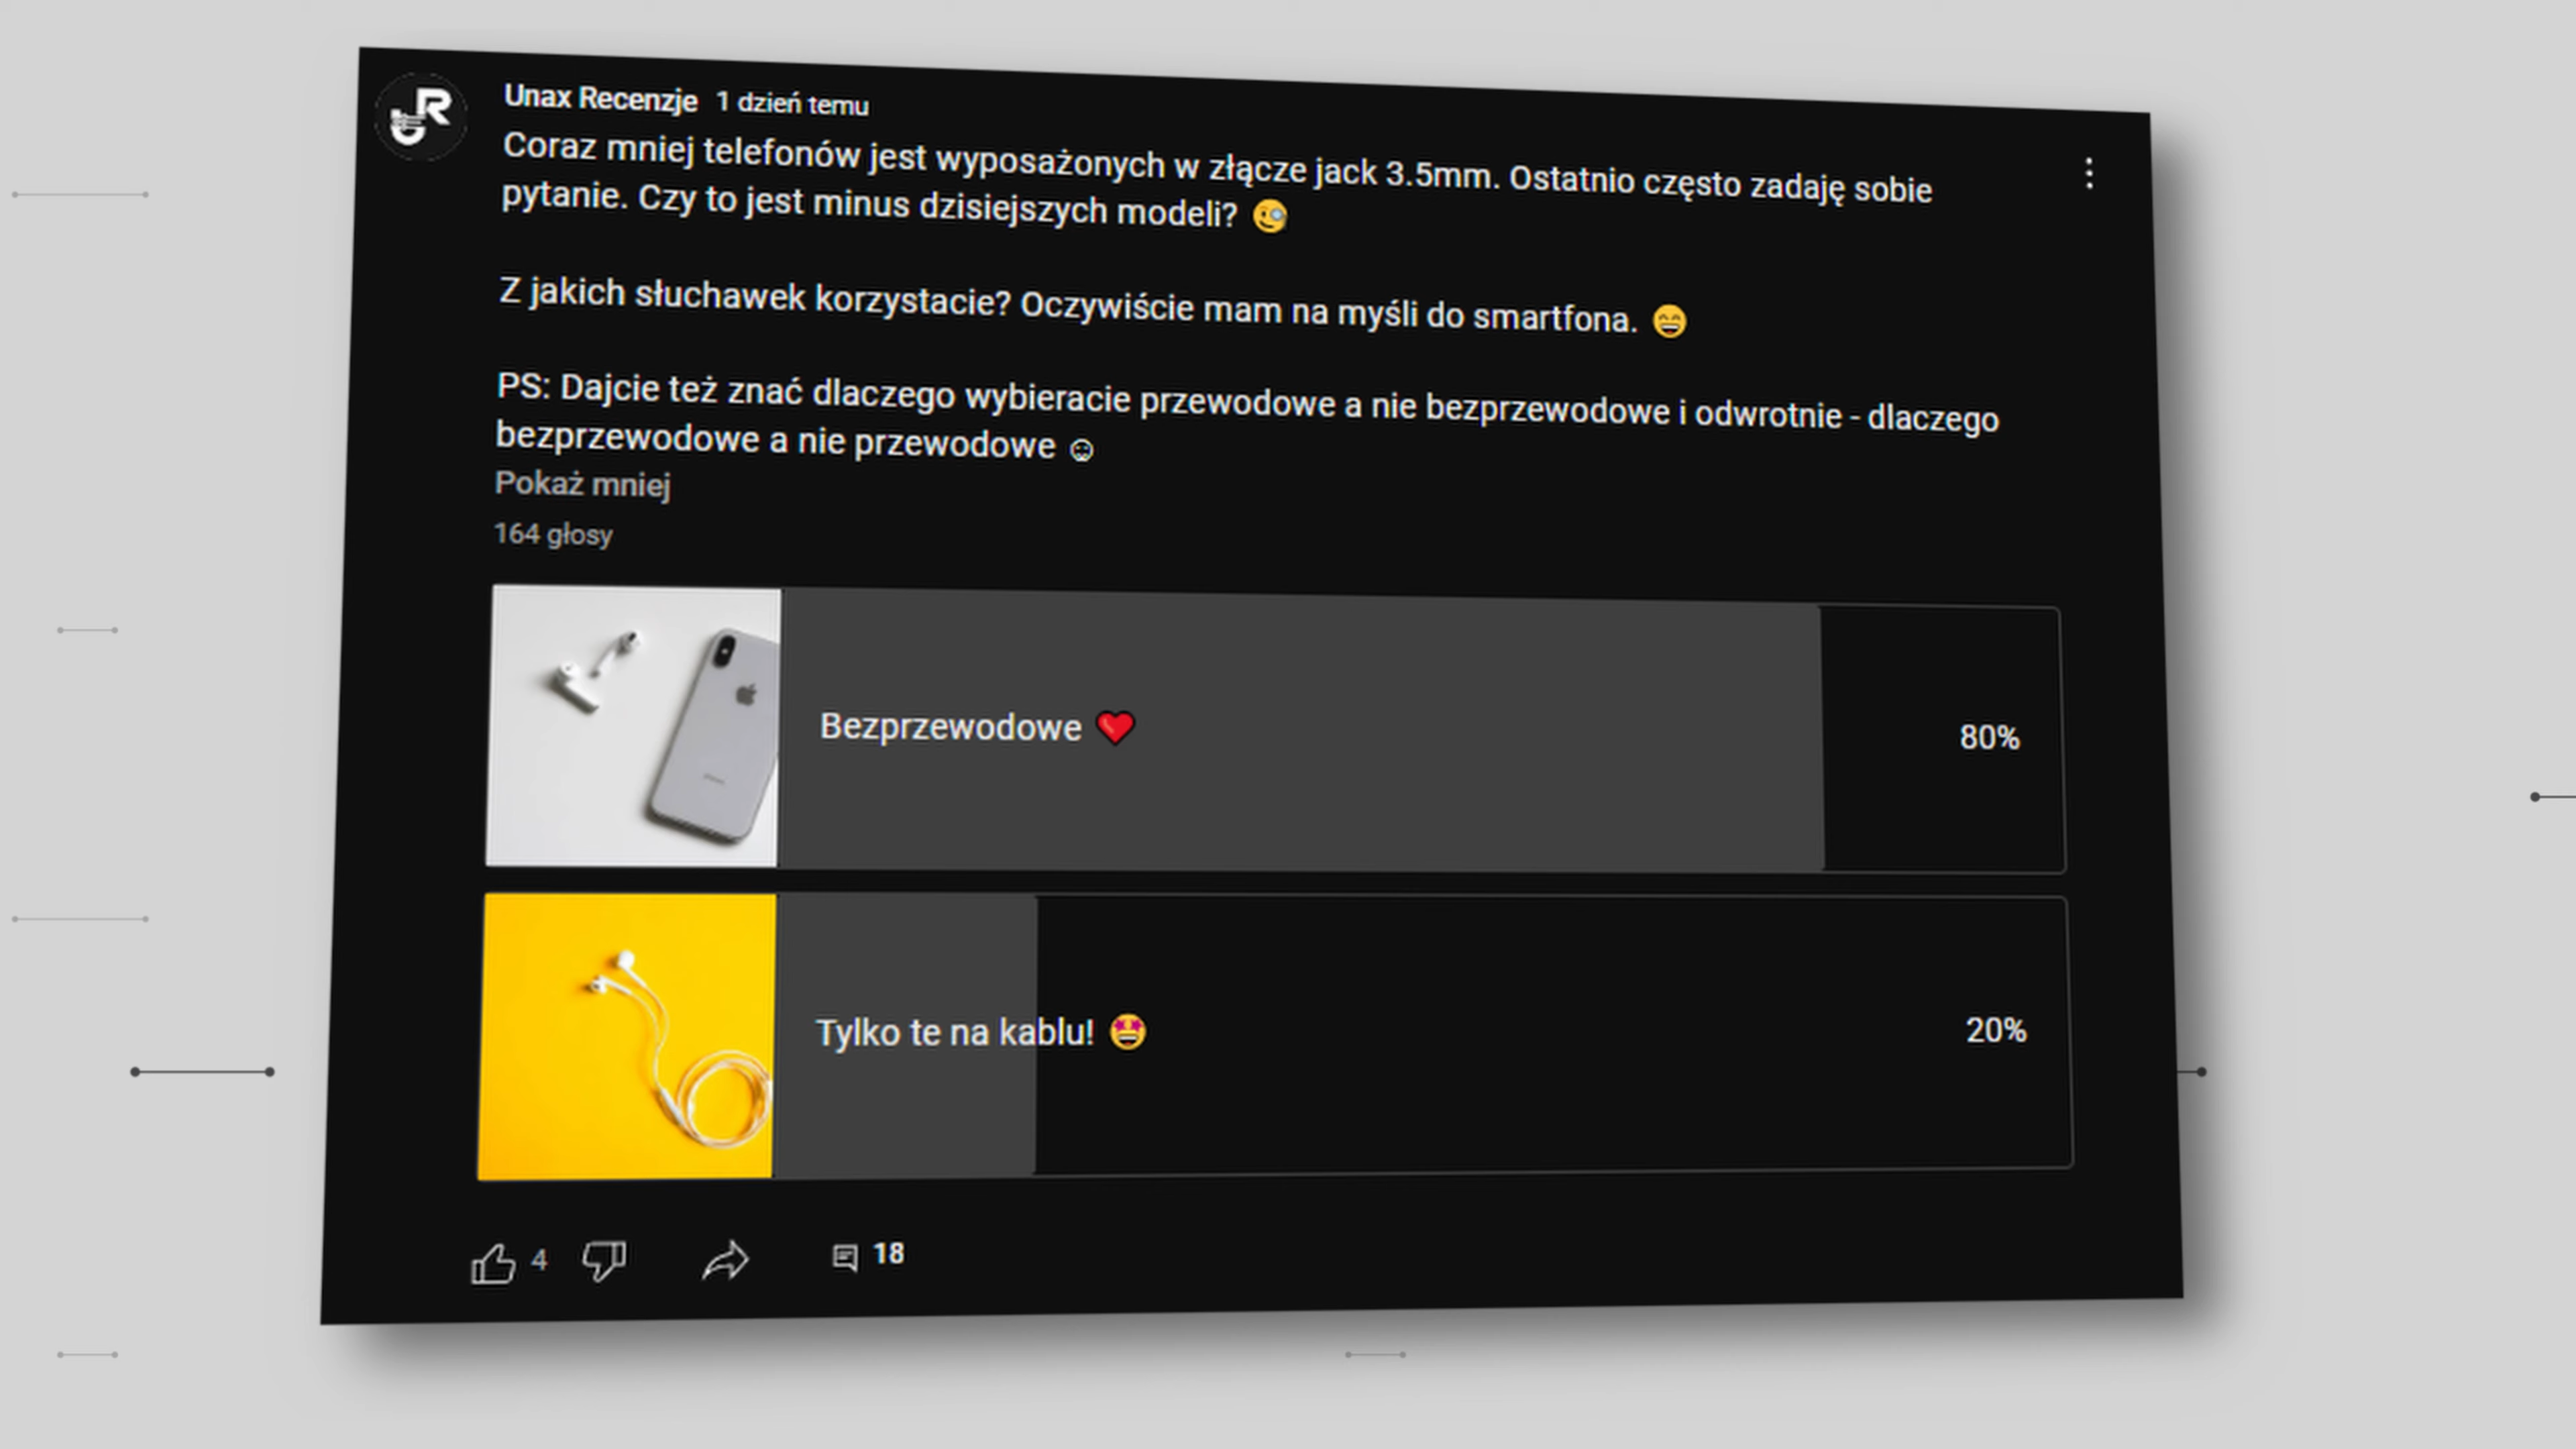 Unax Recenzje 1 dzień temu
Coraz mniej telefonów jest wyposażonych w złącze jack 3.5mm. Ostatnio często zadaję sobie
pytanie. Czy to jest minus dzisiejszych modeli? 🧐
Z jakich słuchawek korzystacie? Oczywiście mam na myśli do smartfona. 😄
PS: Dajcie też znać dlaczego wybieracie przewodowe a nie bezprzewodowe i odwrotnie - dlaczego
bezprzewodowe a nie przewodowe ☺
Pokaż mniej
164 głosy
Bezprzewodowe ❤️
80%
Tylko te na kablu! 🤩
20%
4
18